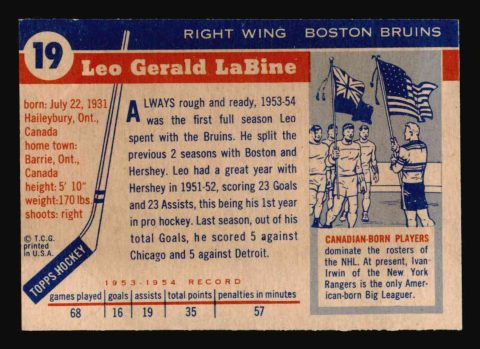 19
RIGHT WING BOSTON BRUINS
Leo Gerald LaBine
born: July 22, 1931
Haileybury, Ont.,
Canada
home town:
Barrie, Ont.,
Canada
height: 5' 10"
weight: 170 lbs.
shoots: right
© T.C.G.
printed
in U.S.A.
TOPPS HOCKEY
ALWAYS rough and ready, 1953-54
was the first full season Leo
spent with the Bruins. He split the
previous 2 seasons with Boston and
Hershey. Leo had a great year with
Hershey in 1951-52, scoring 23 Goals
and 23 Assists, this being his 1st year
in pro hockey. Last season, out of his
total Goals, he scored 5 against
Chicago and 5 against Detroit.
CANADIAN-BORN PLAYERS
dominate the rosters of
the NHL. At present, Ivan
Irwin of the New York
Rangers is the only Amer-
ican-born Big Leaguer.
1953-1954 RECORD
games played goals assists total points penalties in minutes
68 16 19 35 57